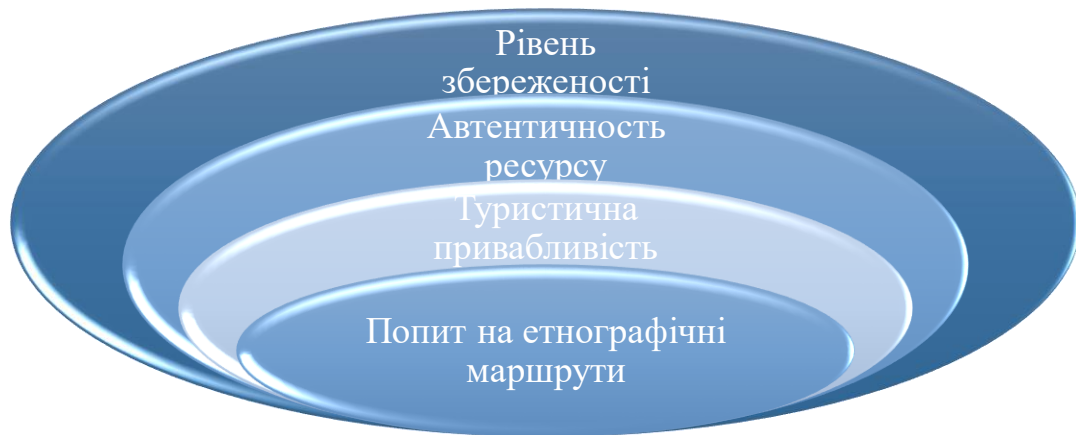 Рівень
збереженості
Автентичность
ресурсу
Туристична
привабливість
Попит на етнографічні
маршрути